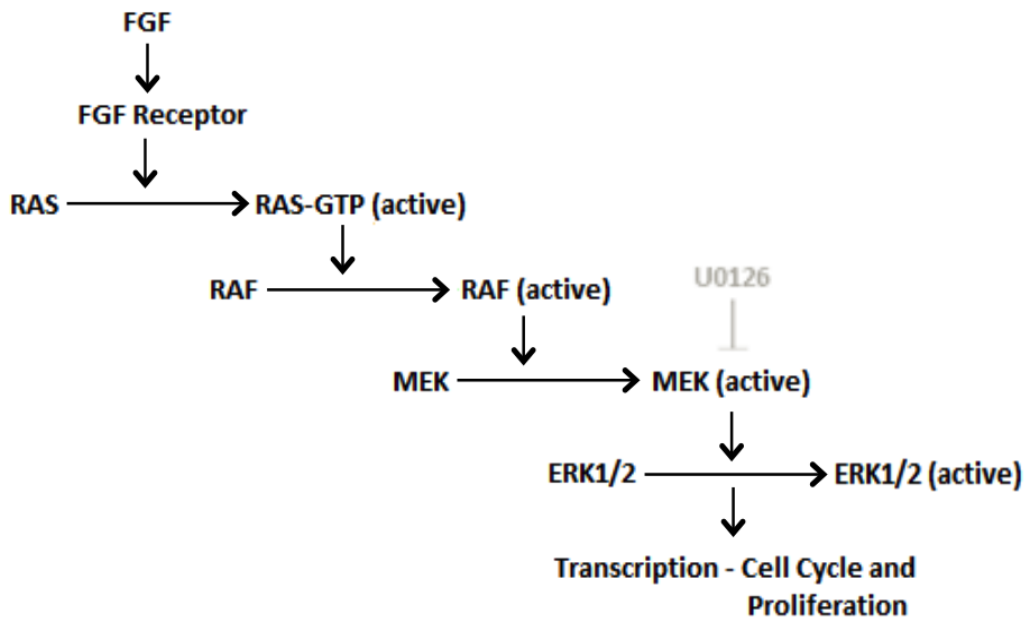 FGF
FGF Receptor
RAS
RAS-GTP (active)
RAF
RAF (active)
U0126
MEK
MEK (active)
ERK1/2
ERK1/2 (active)
Transcription - Cell Cycle and
Proliferation